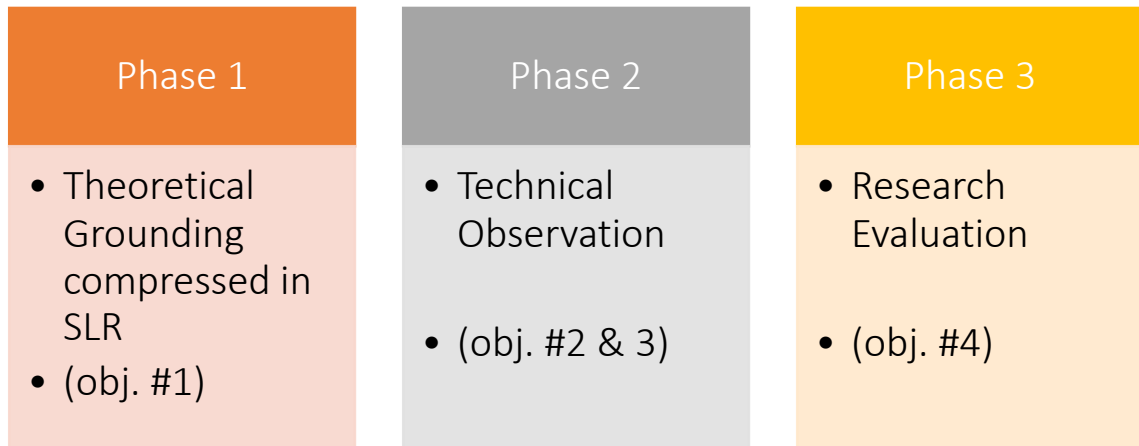 Phase 1
• Theoretical
Grounding
compressed in
SLR
• (obj. #1)
Phase 2
• Technical
Observation
• (obj. #2 & 3)
Phase 3
• Research
Evaluation
• (obj. #4)